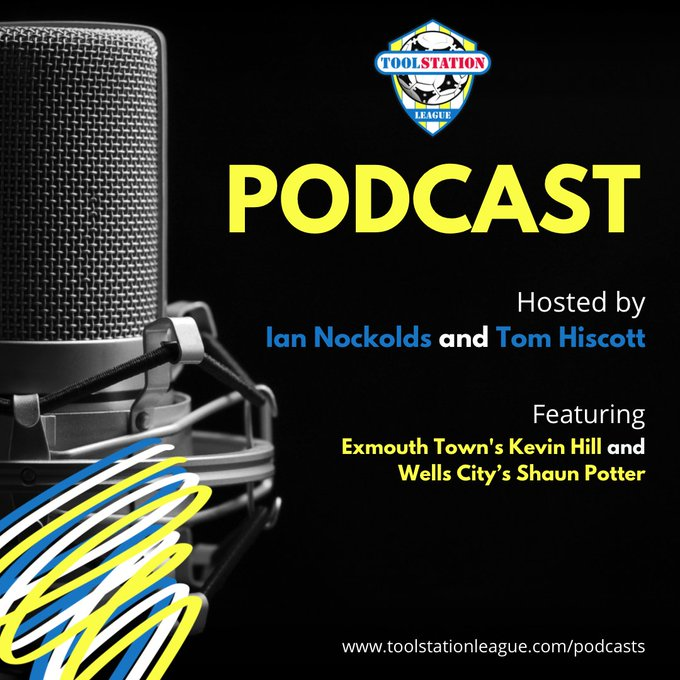 TOOLSTATION
LEAGUE
PODCAST
Hosted by
Ian Nockolds and Tom Hiscott
Featuring
Exmouth Town's Kevin Hill and
Wells City’s Shaun Potter
www.toolstationleague.com/podcasts